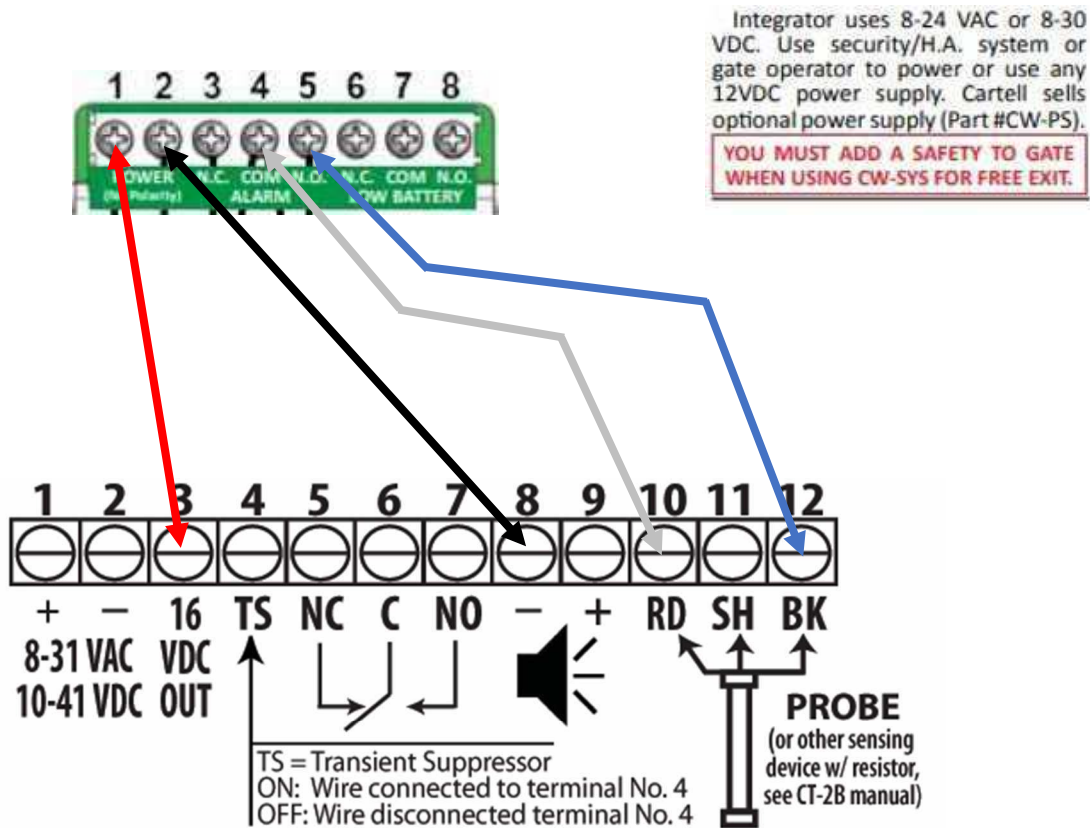 Integrator uses 8-24 VAC or 8-30
VDC. Use security/H.A. system or
gate operator to power or use any
12VDC power supply. Cartell sells
optional power supply (Part #CW-PS).
YOU MUST ADD A SAFETY TO GATE
WHEN USING CW-SYS FOR FREE EXIT.
1 2 3 4 5 6 7 8
POWER N.C. COM N.O. N.C. COM N.O.
(No Polarity) ALARM LOW BATTERY
1 2 3 4 5 6 7 8 9 10 11 12
+ − 16 TS NC C NO − + RD SH BK
8-31 VAC VDC
10-41 VDC OUT
PROBE
(or other sensing
device w/ resistor,
see CT-2B manual)
TS = Transient Suppressor
ON: Wire connected to terminal No. 4
OFF: Wire disconnected terminal No. 4